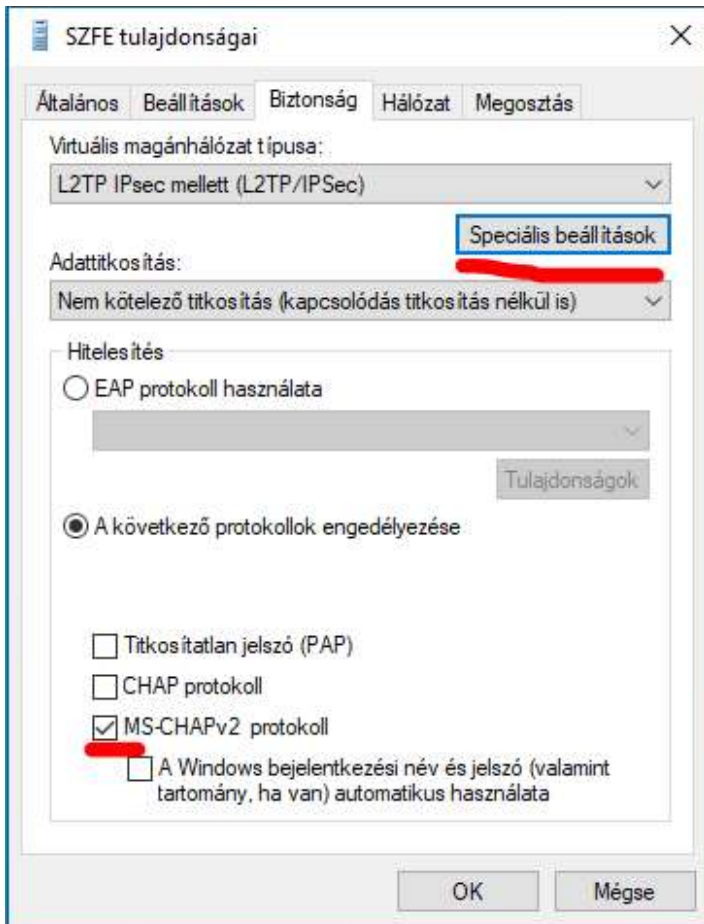 SZFE tulajdonságai
Általános Beállítások Biztonság Hálózat Megosztás
Virtuális magánhálózat típusa:
L2TP IPsec mellett (L2TP/IPSec)
Speciális beállítások
Adattitkosítás:
Nem kötelező titkosítás (kapcsolódás titkosítás nélkül is)
Hitelesítés
EAP protokoll használata
Tulajdonságok
A következő protokollok engedélyezése
Titkosítatlan jelszó (PAP)
CHAP protokoll
MS-CHAPv2 protokoll
A Windows bejelentkezési név és jelszó (valamint
tartomány, ha van) automatikus használata
OK Mégse